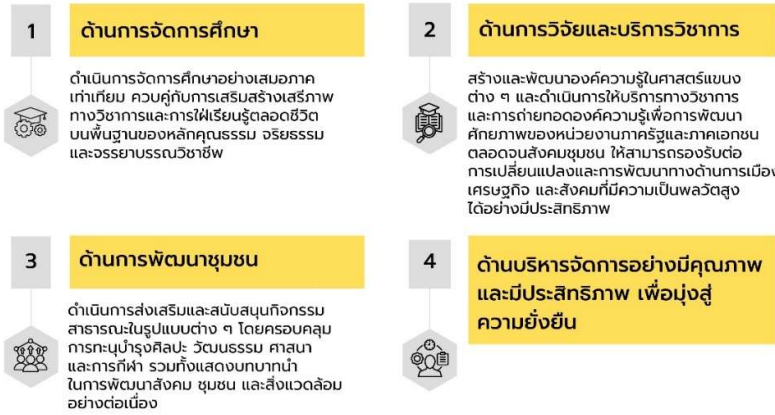 1
ด้านการจัดการศึกษา
ดำเนินการจัดการศึกษาอย่างเสมอภาค
เท่าเทียม ควบคู่กับการเสริมสร้างเสรีภาพ
ทางวิชาการและการใฝ่เรียนรู้ตลอดชีวิต
บนพื้นฐานของหลักคุณธรรม จริยธรรม
และจรรยาบรรณวิชาชีพ
2
ด้านการวิจัยและบริการวิชาการ
สร้างและพัฒนาองค์ความรู้ในศาสตร์แขนง
ต่าง ๆ และดำเนินการให้บริการทางวิชาการ
และการถ่ายทอดองค์ความรู้เพื่อการพัฒนา
ศักยภาพของหน่วยงานภาครัฐและภาคเอกชน
ตลอดจนสังคมชุมชน ให้สามารถรองรับต่อ
การเปลี่ยนแปลงและการพัฒนาทางด้านการเมือง
เศรษฐกิจ และสังคมที่มีความเป็นพลวัตสูง
ได้อย่างมีประสิทธิภาพ
3
ด้านการพัฒนาชุมชน
ดำเนินการส่งเสริมและสนับสนุนกิจกรรม
สาธารณะในรูปแบบต่าง ๆ โดยครอบคลุม
การทะนุบำรุงศิลปะ วัฒนธรรม ศาสนา
และการกีฬา รวมทั้งแสดงบทบาทนำ
ในการพัฒนาสังคม ชุมชน และสิ่งแวดล้อม
อย่างต่อเนื่อง
4
ด้านบริหารจัดการอย่างมีคุณภาพ
และมีประสิทธิภาพ เพื่อมุ่งสู่
ความยั่งยืน